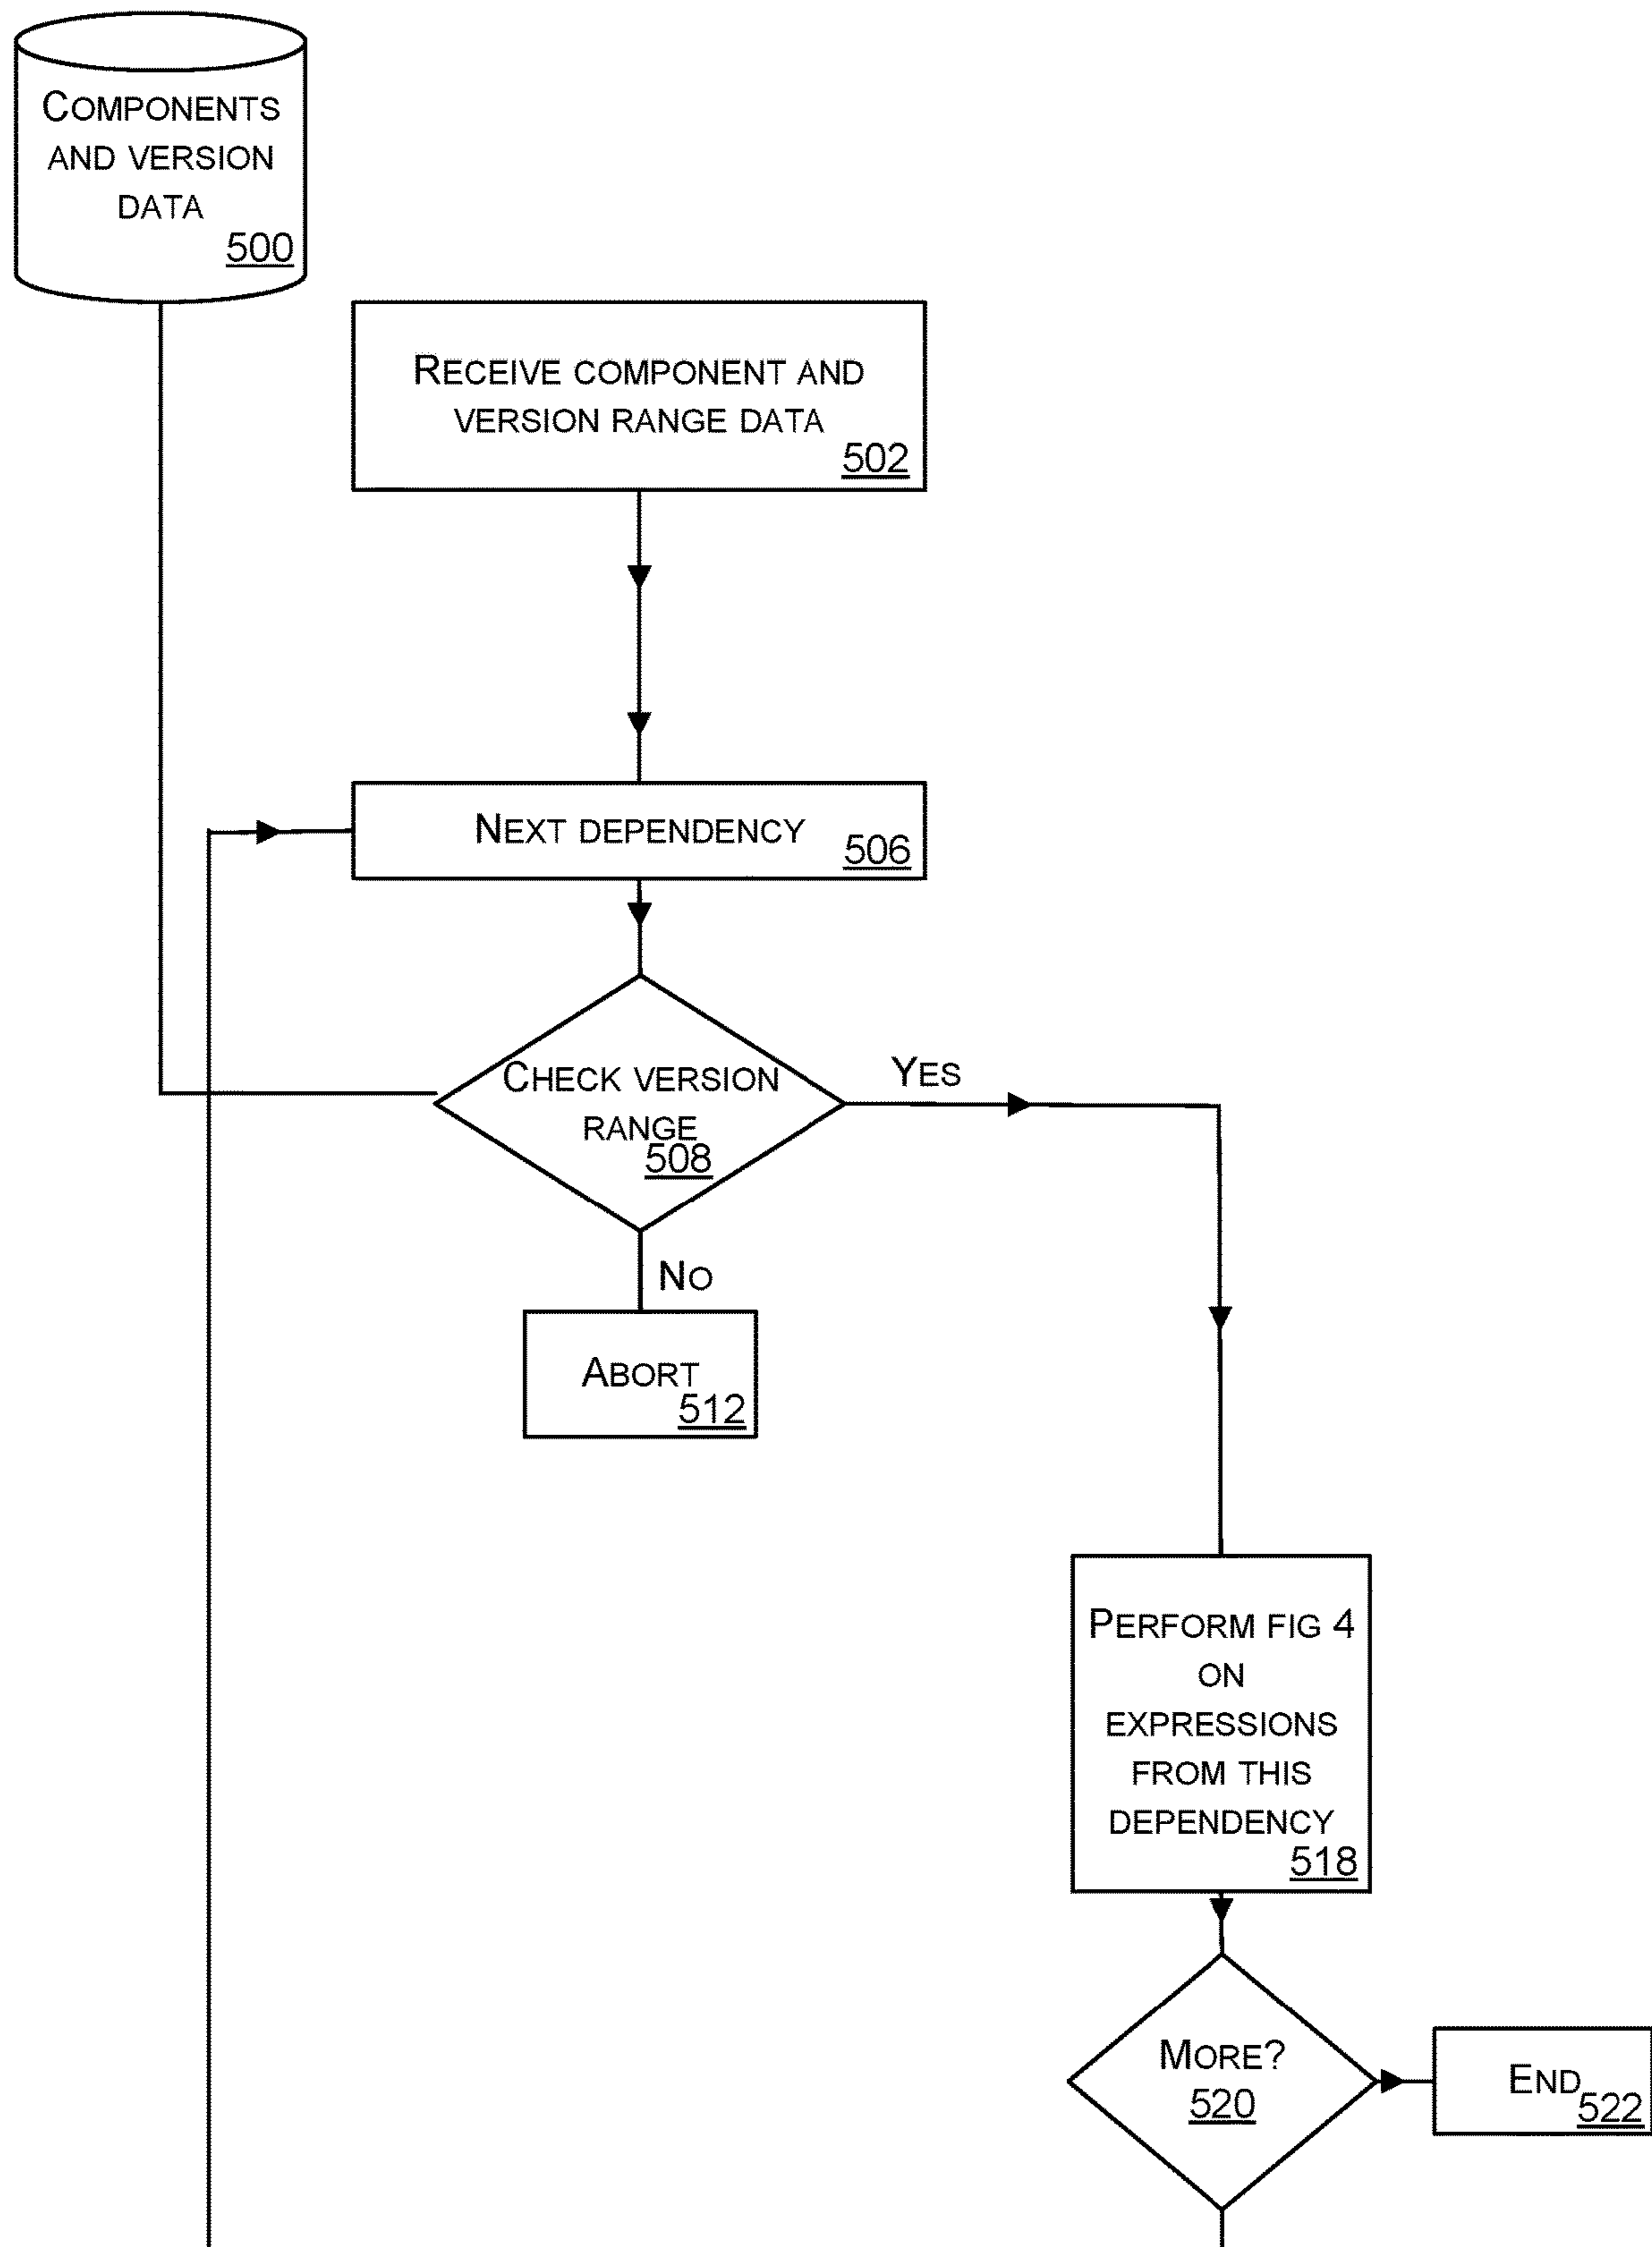 COMPONENTS
AND VERSION
DATA
500
RECEIVE COMPONENT AND
VERSION RANGE DATA
502
NEXT DEPENDENCY
506
CHECK VERSION
RANGE
508
YES
NO
ABORT
512
PERFORM FIG 4
ON
EXPRESSIONS
FROM THIS
DEPENDENCY
518
MORE?
520
END
522